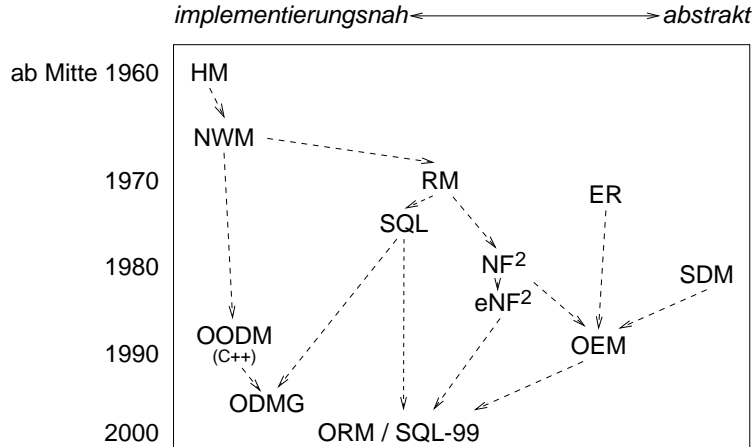 implementierungsnah abstrakt
ab Mitte 1960 HM
NWM
1970 RM ER
SQL
1980 NF² SDM
eNF²
OODM
(C++)
1990 OEM
ODMG
2000 ORM / SQL-99